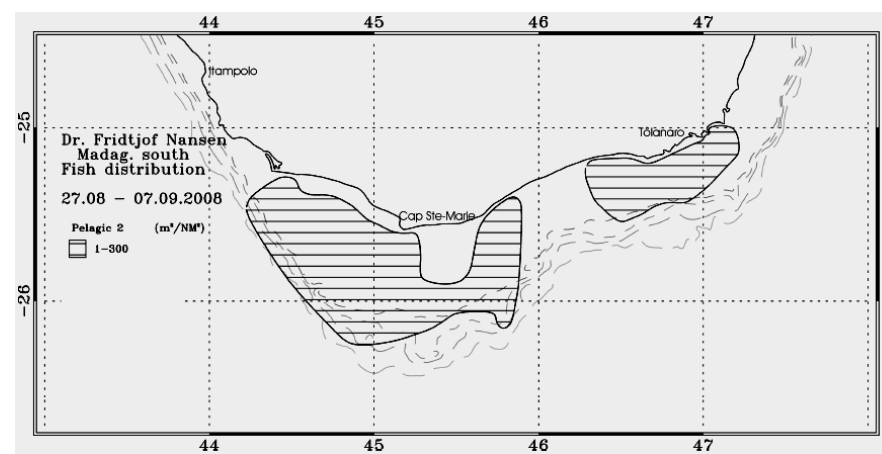 44 45 46 47
Itampolo
-25
Tôlanaro
Dr. Fridtjof Nansen
Madag. south
Fish distribution
27.08 - 07.09.2008
Cap Ste-Marie
Pelagic 2 (m²/NM²)
1-300
-26
44 45 46 47